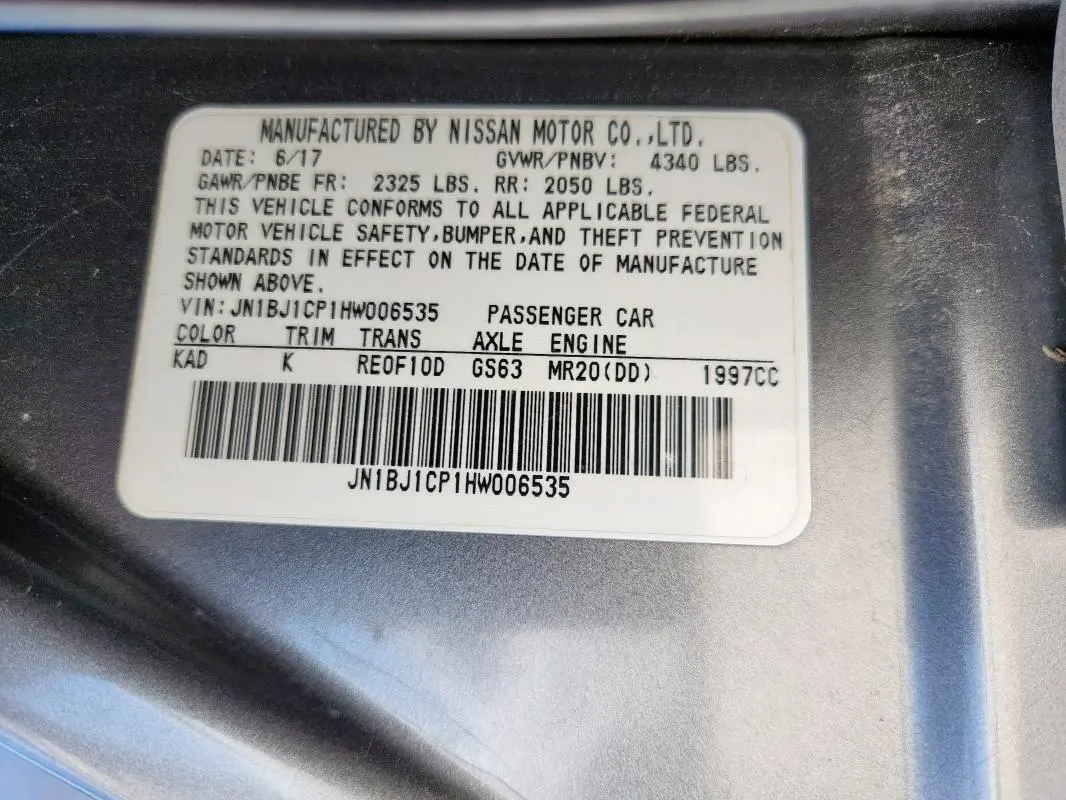 MANUFACTURED BY NISSAN MOTOR CO.,LTD.
DATE: 6/17 GVWR/PNBV: 4340 LBS.
GAWR/PNBE FR: 2325 LBS. RR: 2050 LBS.
THIS VEHICLE CONFORMS TO ALL APPLICABLE FEDERAL
MOTOR VEHICLE SAFETY,BUMPER,AND THEFT PREVENTION
STANDARDS IN EFFECT ON THE DATE OF MANUFACTURE
SHOWN ABOVE.
VIN:JN1BJ1CP1HW006535 PASSENGER CAR
COLOR TRIM TRANS AXLE ENGINE
KAD K RE0F10D GS63 MR20(DD) 1997CC
JN1BJ1CP1HW006535